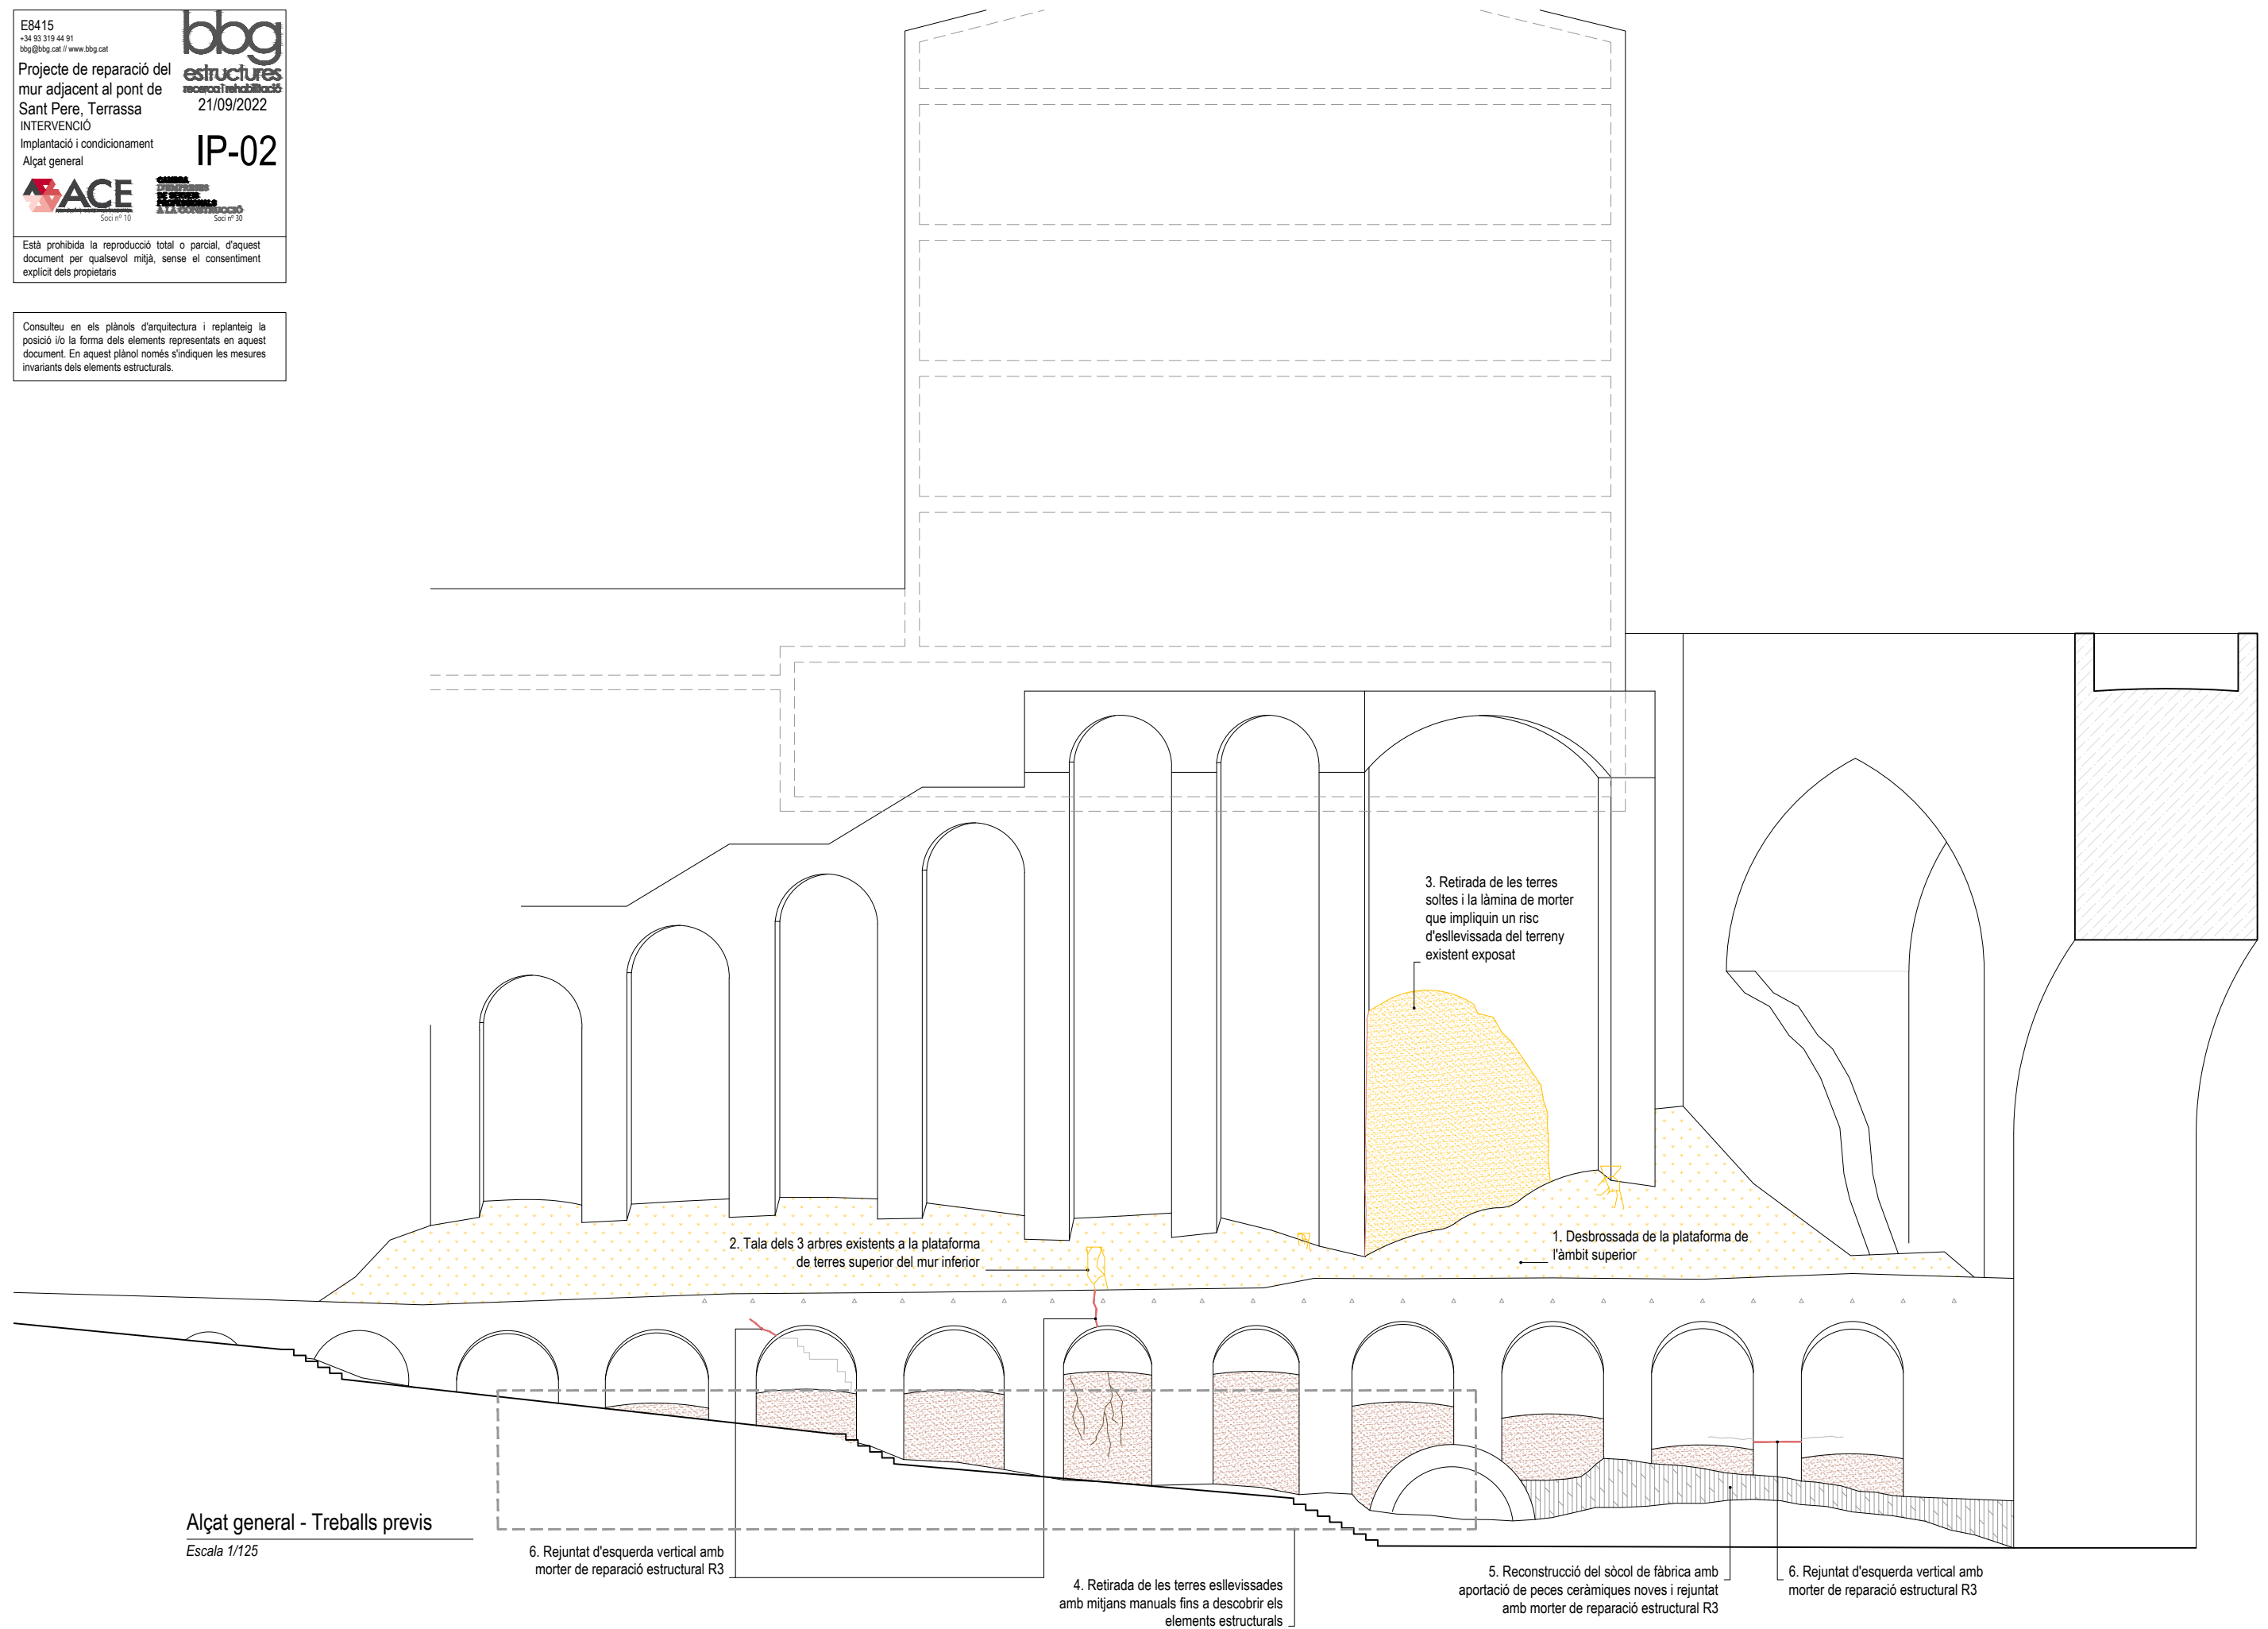 E8415
+34 93 319 44 91
bbg@bbg.cat // www.bbg.cat
bbg
estructures
recerca i rehabilitació
Projecte de reparació del
mur adjacent al pont de
Sant Pere, Terrassa
21/09/2022
INTERVENCIÓ
Implantació i condicionament
Alçat general
IP-02
ACE
Soci nº 10
CAMBRA
D'EMPRESES
DE SERVEIS
PROFESSIONALS
A LA CONSTRUCCIÓ
Soci nº 30
Està prohibida la reproducció total o parcial, d'aquest
document per qualsevol mitjà, sense el consentiment
explícit dels propietaris
Consulteu en els plànols d'arquitectura i replanteig la
posició i/o la forma dels elements representats en aquest
document. En aquest plànol només s'indiquen les mesures
invariants dels elements estructurals.
3. Retirada de les terres
soltes i la làmina de morter
que impliquin un risc
d'esllevissada del terreny
existent exposat
2. Tala dels 3 arbres existents a la plataforma
de terres superior del mur inferior
1. Desbrossada de la plataforma de
l'àmbit superior
Alçat general - Treballs previs
Escala 1/125
6. Rejuntat d'esquerda vertical amb
morter de reparació estructural R3
4. Retirada de les terres esllevissades
amb mitjans manuals fins a descobrir els
elements estructurals
5. Reconstrucció del sòcol de fàbrica amb
aportació de peces ceràmiques noves i rejuntat
amb morter de reparació estructural R3
6. Rejuntat d'esquerda vertical amb
morter de reparació estructural R3